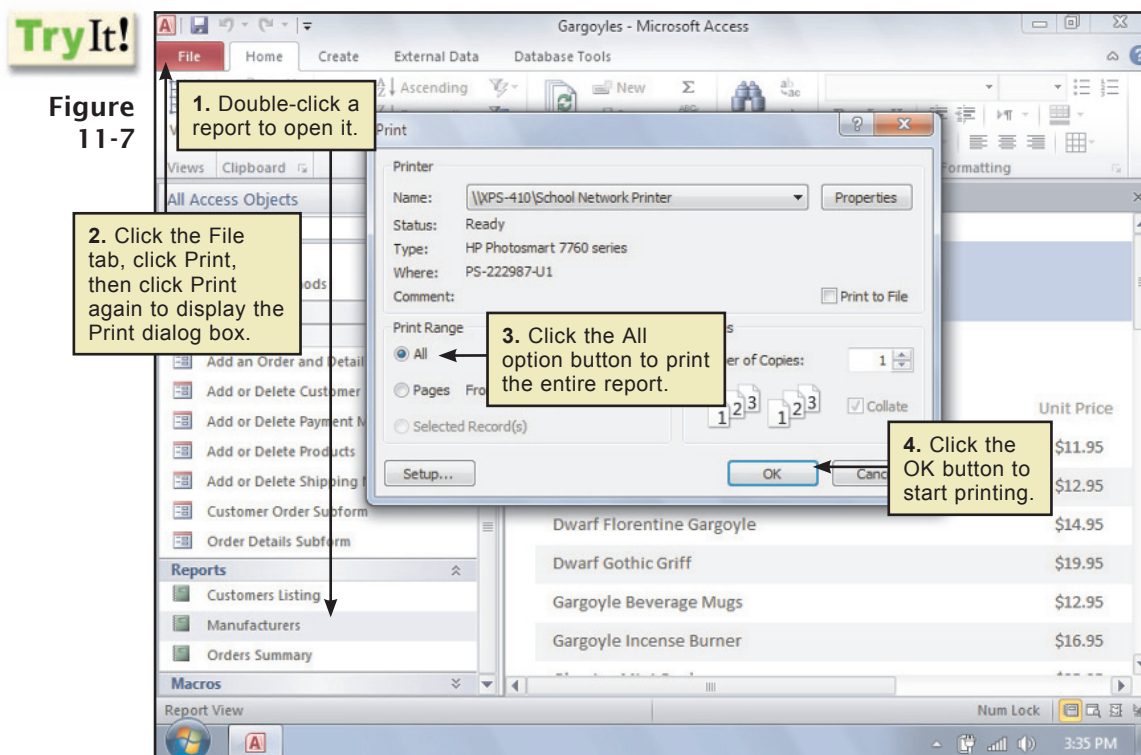 TryIt!
Figure
11-7
Gargoyles - Microsoft Access
File Home Create External Data Database Tools
Ascending New
1. Double-click a
report to open it.
Print
Views Clipboard Formatting
All Access Objects
2. Click the File
tab, click Print,
then click Print
again to display the
Print dialog box.
Printer
Name: \\XPS-410\School Network Printer Properties
Status: Ready
Type: HP Photosmart 7760 series
Where: PS-222987-U1
Comment: Print to File
Print Range
All
3. Click the All
option button to print
the entire report.
of Copies: 1
Pages
1 2 3 1 2 3 Collate
Selected Record(s)
Setup... OK
4. Click the
OK button to
start printing.
Add an Order and Detail
Add or Delete Customer
Add or Delete Payment
Add or Delete Products
Add or Delete Shipping
Customer Order Subform
Order Details Subform
Reports
Customers Listing
Manufacturers
Orders Summary
Macros
Unit Price
$11.95
$12.95
Dwarf Florentine Gargoyle $14.95
Dwarf Gothic Griff $19.95
Gargoyle Beverage Mugs $12.95
Gargoyle Incense Burner $16.95
Report View Num Lock
3:35 PM